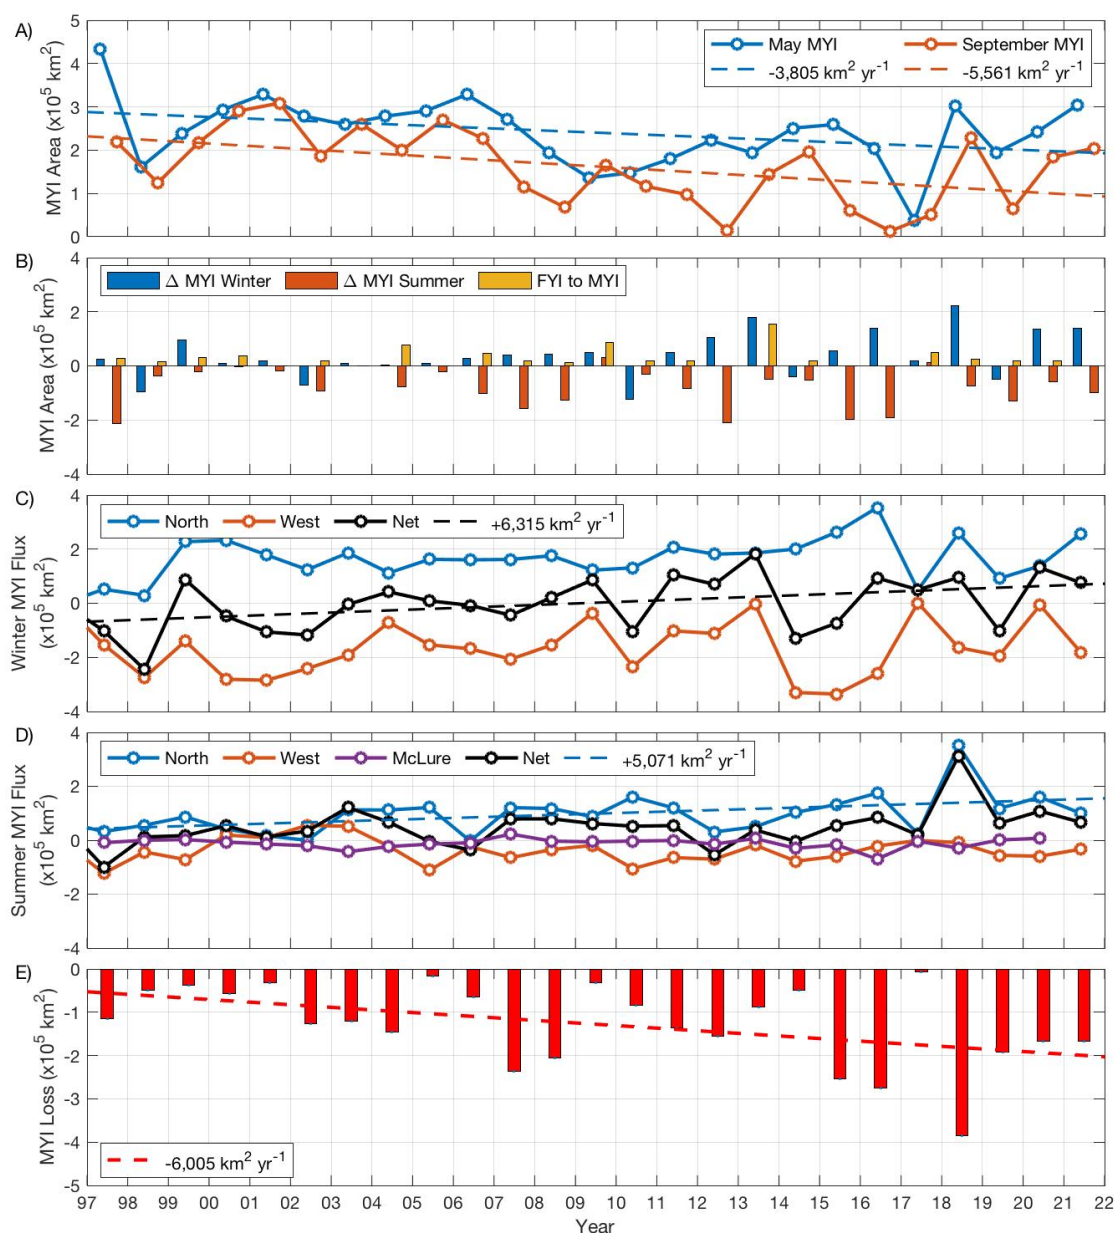 A)
MYI Area (x10⁵ km²)
5
4
3
2
1
0
May MYI
September MYI
-3,805 km² yr⁻¹
-5,561 km² yr⁻¹
B)
MYI Area (x10⁵ km²)
4
2
0
-2
-4
Δ MYI Winter
Δ MYI Summer
FYI to MYI
C)
Winter MYI Flux
(x10⁵ km²)
4
2
0
-2
-4
North
West
Net
+6,315 km² yr⁻¹
D)
Summer MYI Flux
(x10⁵ km²)
4
2
0
-2
-4
North
West
McLure
Net
+5,071 km² yr⁻¹
E)
MYI Loss (x10⁵ km²)
0
-1
-2
-3
-4
-5
-6,005 km² yr⁻¹
97 98 99 00 01 02 03 04 05 06 07 08 09 10 11 12 13 14 15 16 17 18 19 20 21 22
Year